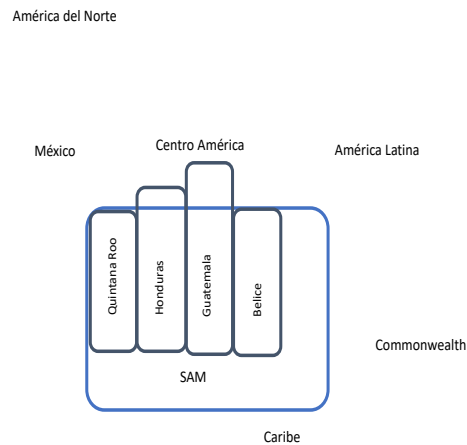 América del Norte
México
Centro América
América Latina
Quintana Roo
Honduras
Guatemala
Belice
Commonwealth
SAM
Caribe